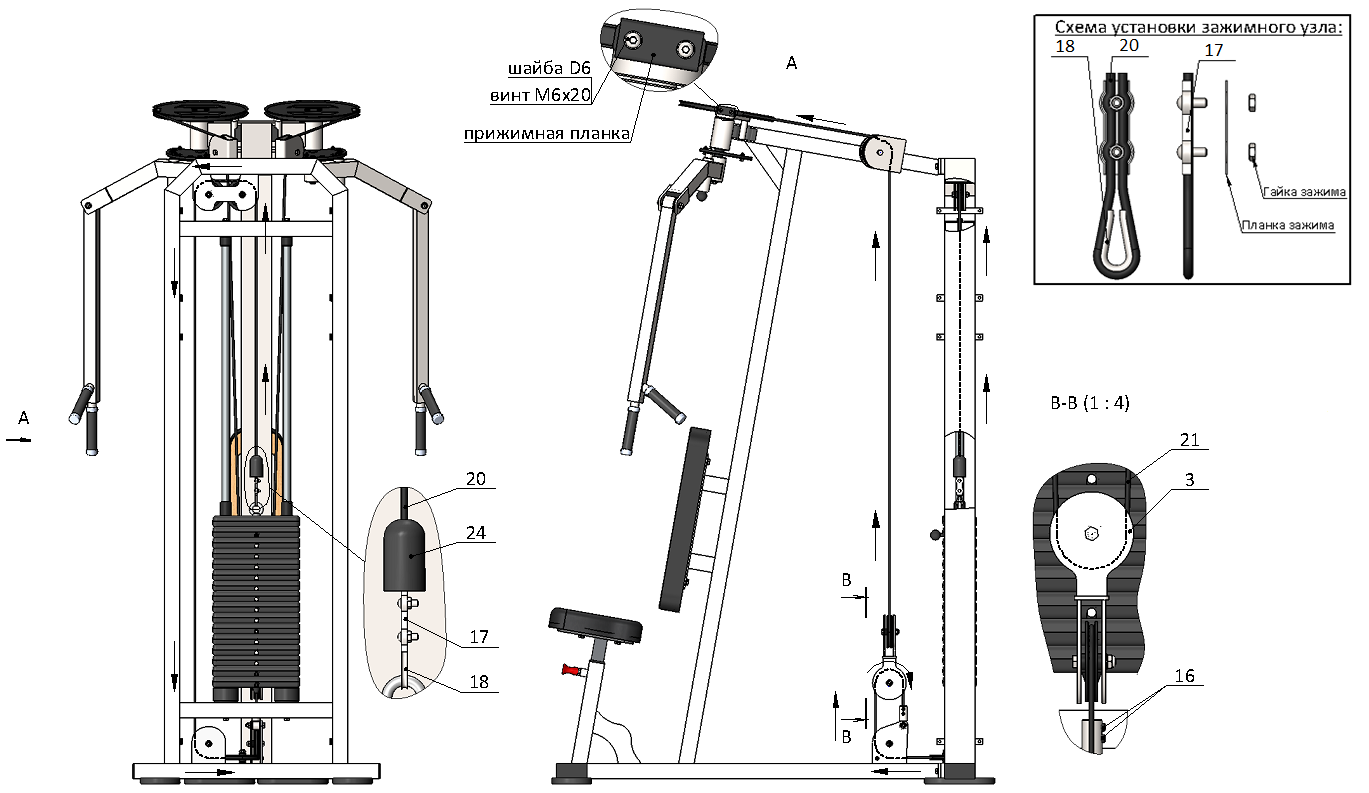 шайба D6
винт М6х20
прижимная планка
А
Схема установки зажимного узла:
18
20
17
Гайка зажима
Планка зажима
А
20
24
17
18
В
В
В-В (1 : 4)
21
3
16